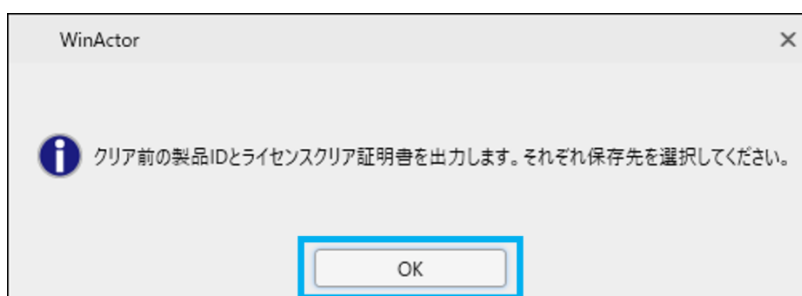 WinActor
クリア前の製品IDとライセンスクリア証明書を出力します。それぞれ保存先を選択してください。
OK